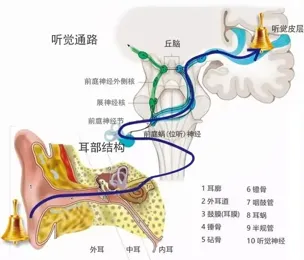 听觉通路
听觉皮层
丘脑
前庭神经外侧核
展神经核
前庭神经节
前庭蜗(位听)神经
耳部结构
1 耳廓
2 外耳道
3 鼓膜(耳膜)
4 锤骨
5 砧骨
6 镫骨
7 咽鼓管
8 耳蜗
9 半规管
10 听觉神经
外耳
中耳
内耳